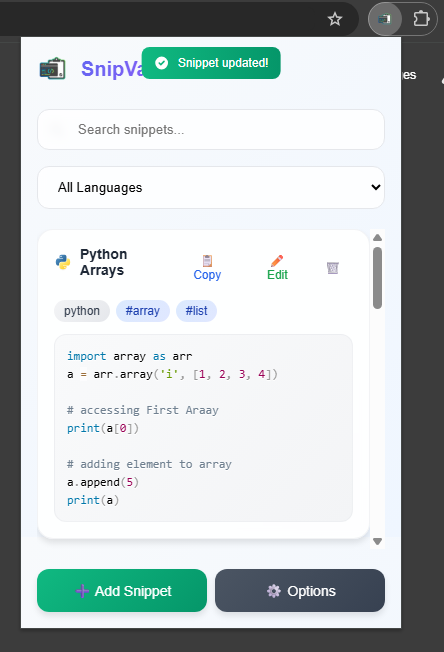 SnipVa
Snippet updated!
Search snippets...
All Languages
Python
Arrays
Copy
Edit
python
#array
#list
import array as arr
a = arr.array('i', [1, 2, 3, 4])
# accessing First Araay
print(a[0])
# adding element to array
a.append(5)
print(a)
Add Snippet
Options